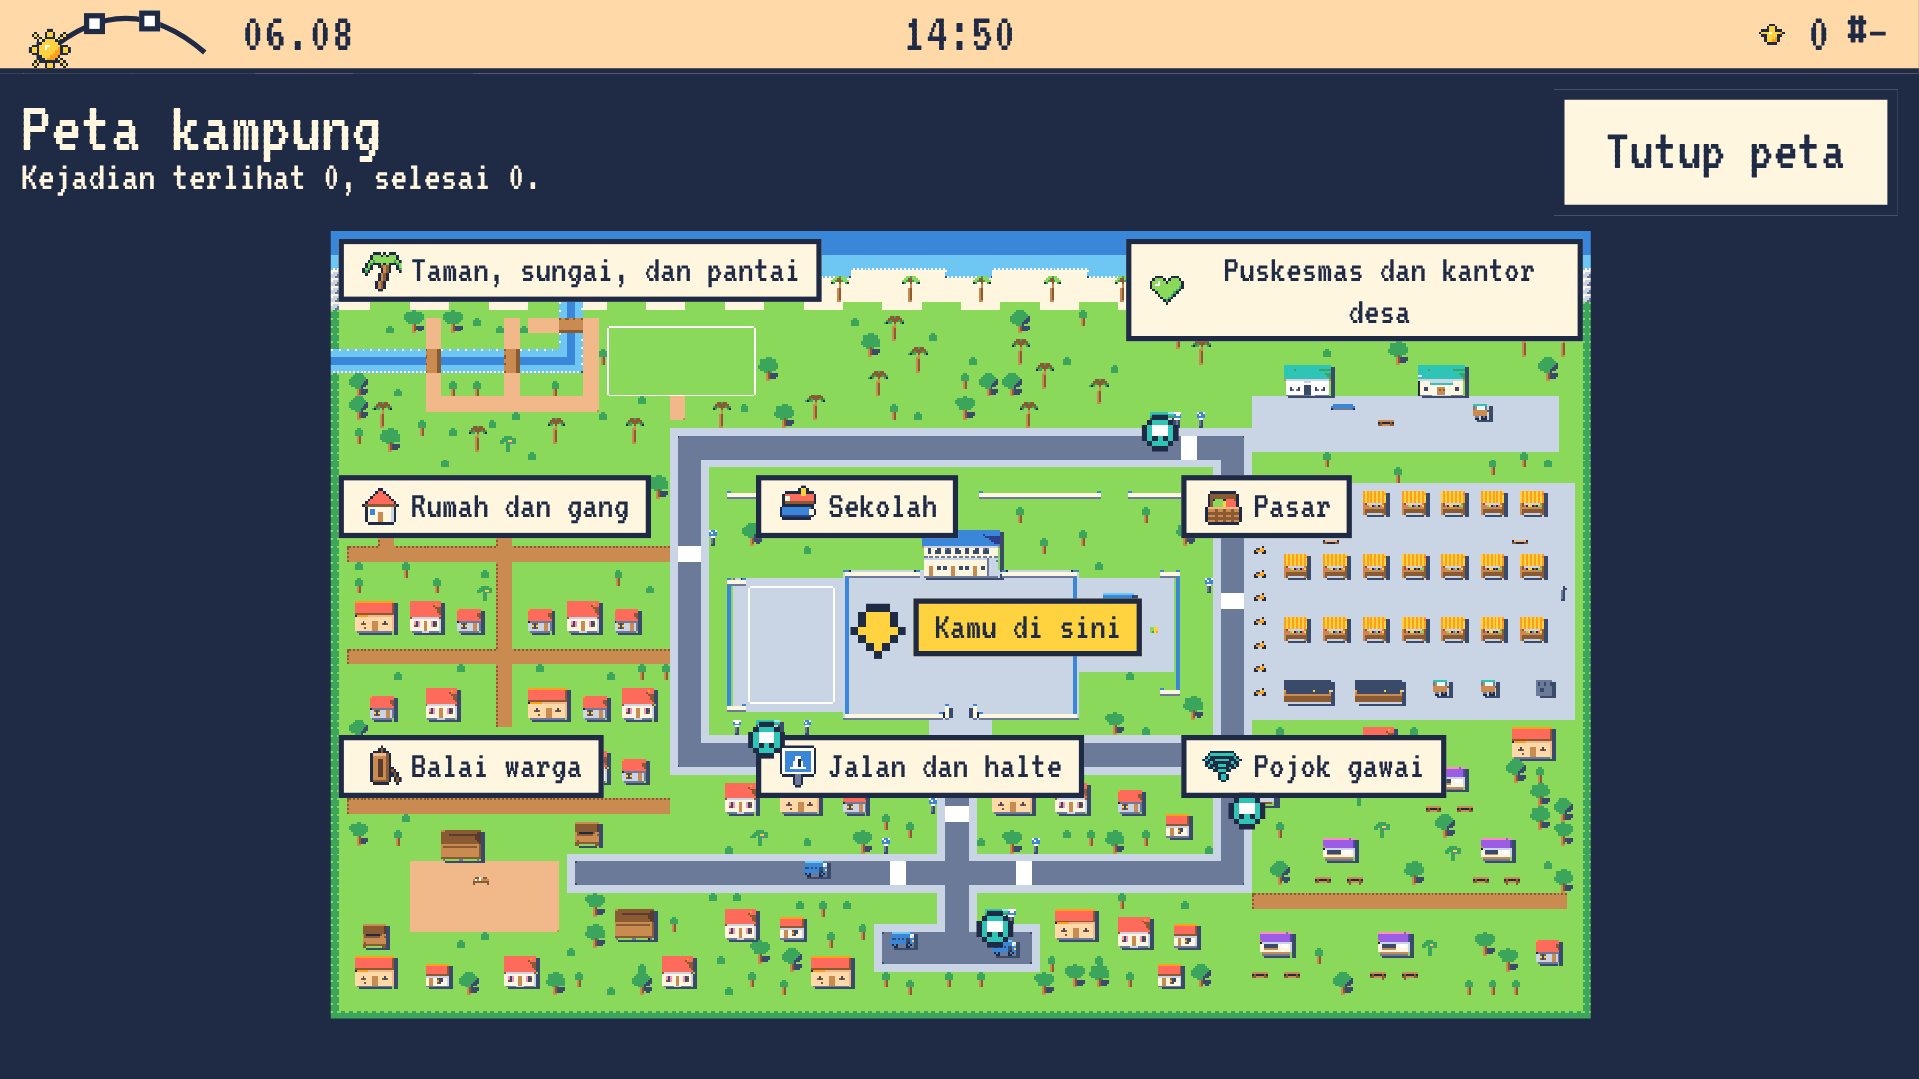 06.08
14:50
0 #-
Peta kampung
Kejadian terlihat 0, selesai 0.
Tutup peta
Taman, sungai, dan pantai
Puskesmas dan kantor
desa
Rumah dan gang
Sekolah
Pasar
Kamu di sini
Balai warga
Jalan dan halte
Pojok gawai